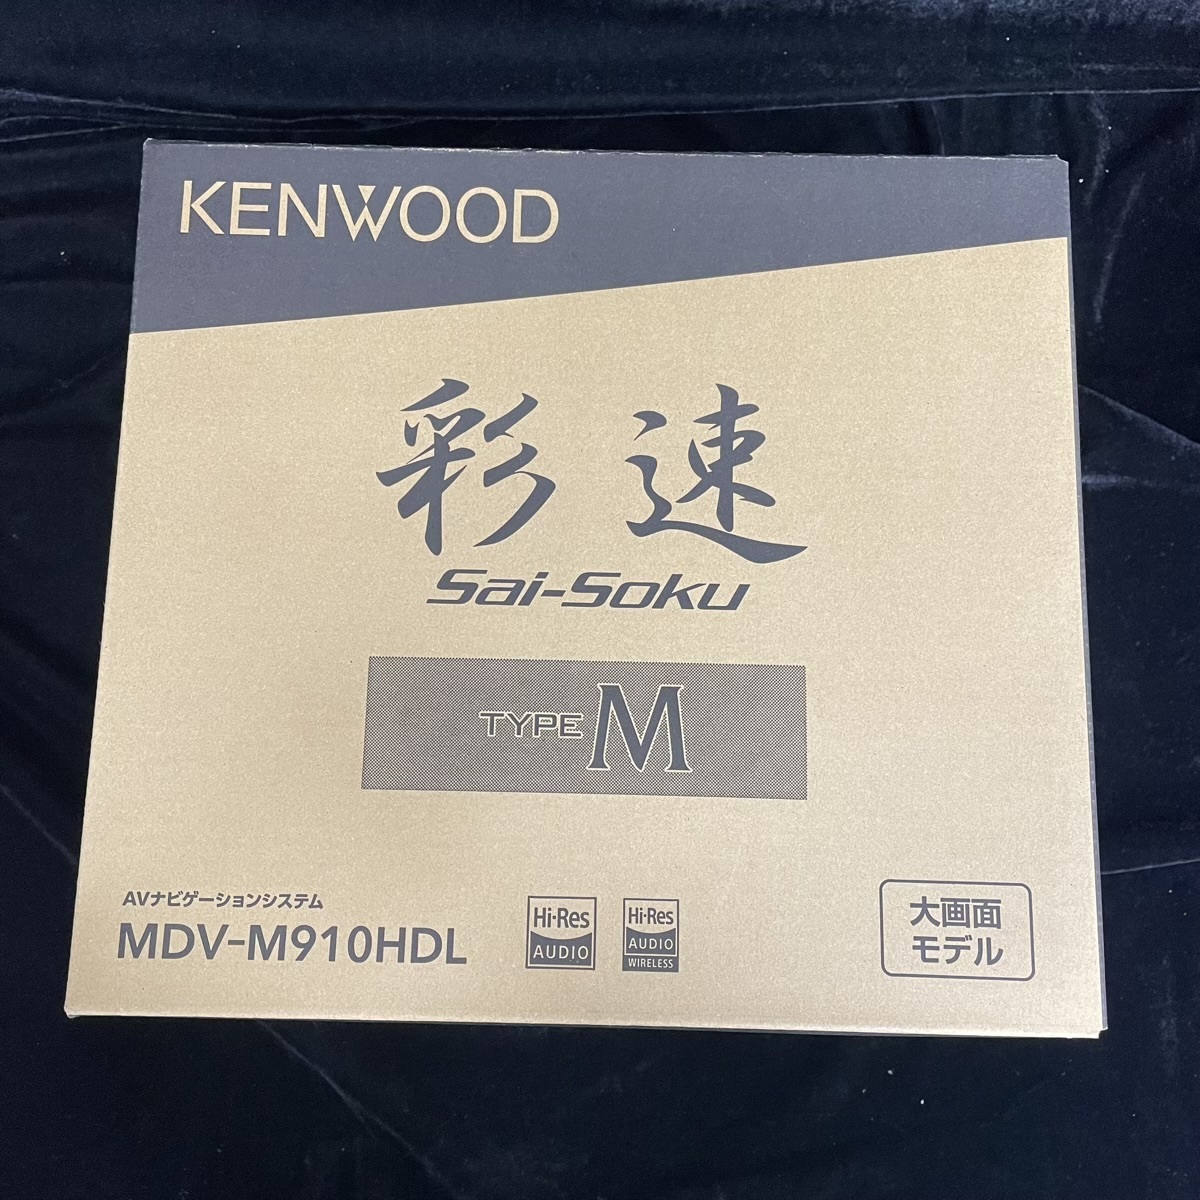 KENWOOD
彩速
Sai-Soku
TYPE M
AVナビゲーションシステム
MDV-M910HDL
Hi-Res
AUDIO
Hi-Res
AUDIO
WIRELESS
大画面
モデル